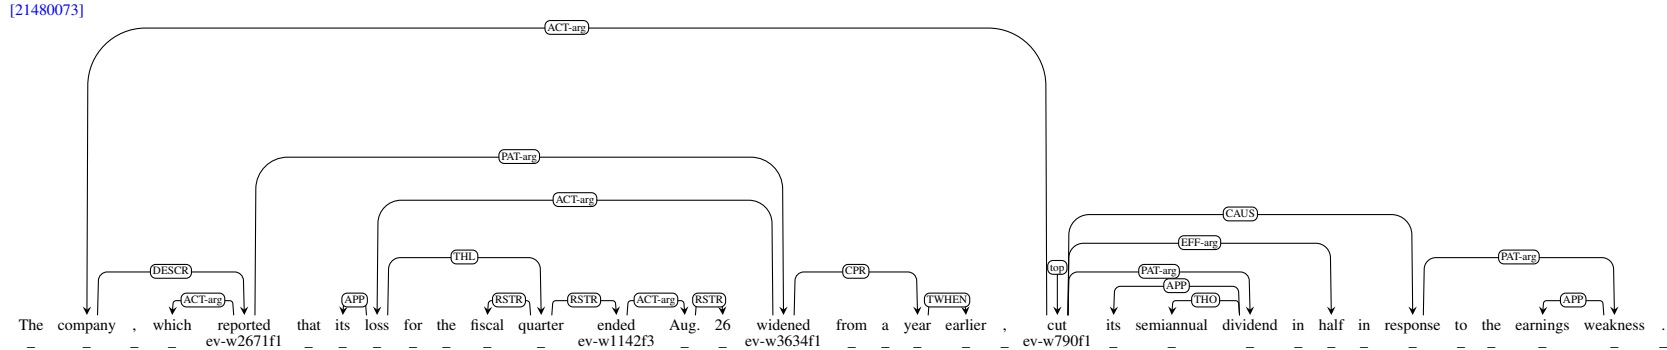 [21480073]
ACT-arg
PAT-arg
ACT-arg
CAUS
EFF-arg
THL PAT-arg
DESCR CPR top PAT-arg
APP
ACT-arg APP RSTR RSTR ACT-arg RSTR TWHEN THO APP
The company , which reported that its loss for the fiscal quarter ended Aug. 26 widened from a year earlier , cut its semiannual dividend in half in response to the earnings weakness .
_ _ _ _ ev-w2671f1 _ _ _ _ _ _ _ ev-w1142f3 _ _ ev-w3634f1 _ _ _ _ _ ev-w790f1 _ _ _ _ _ _ _ _ _ _ _ _